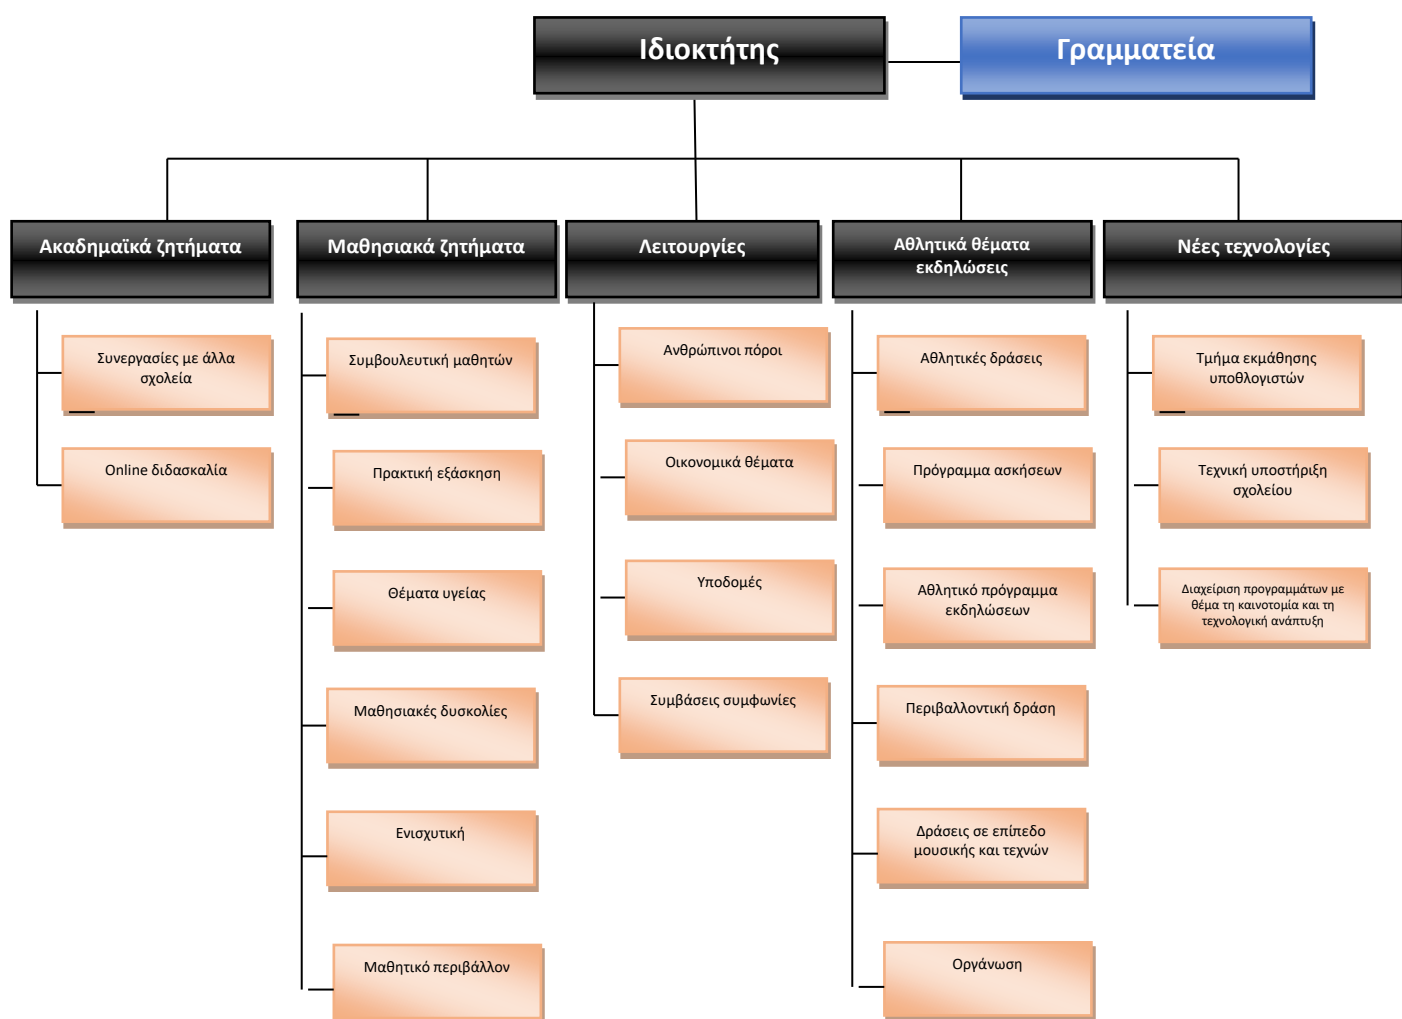 Ιδιοκτήτης
Γραμματεία
Ακαδημαϊκά ζητήματα
Μαθησιακά ζητήματα
Λειτουργίες
Αθλητικά θέματα
εκδηλώσεις
Νέες τεχνολογίες
Συνεργασίες με άλλα
σχολεία
Online διδασκαλία
Συμβουλευτική μαθητών
Πρακτική εξάσκηση
Θέματα υγείας
Μαθησιακές δυσκολίες
Ενισχυτική
Μαθητικό περιβάλλον
Ανθρώπινοι πόροι
Οικονομικά θέματα
Υποδομές
Συμβάσεις συμφωνίες
Αθλητικές δράσεις
Πρόγραμμα ασκήσεων
Αθλητικό πρόγραμμα
εκδηλώσεων
Περιβαλλοντική δράση
Δράσεις σε επίπεδο
μουσικής και τεχνών
Οργάνωση
Τμήμα εκμάθησης
υποθλογιστών
Τεχνική υποστήριξη
σχολείου
Διαχείριση προγραμμάτων με
θέμα τη καινοτομία και τη
τεχνολογική ανάπτυξη